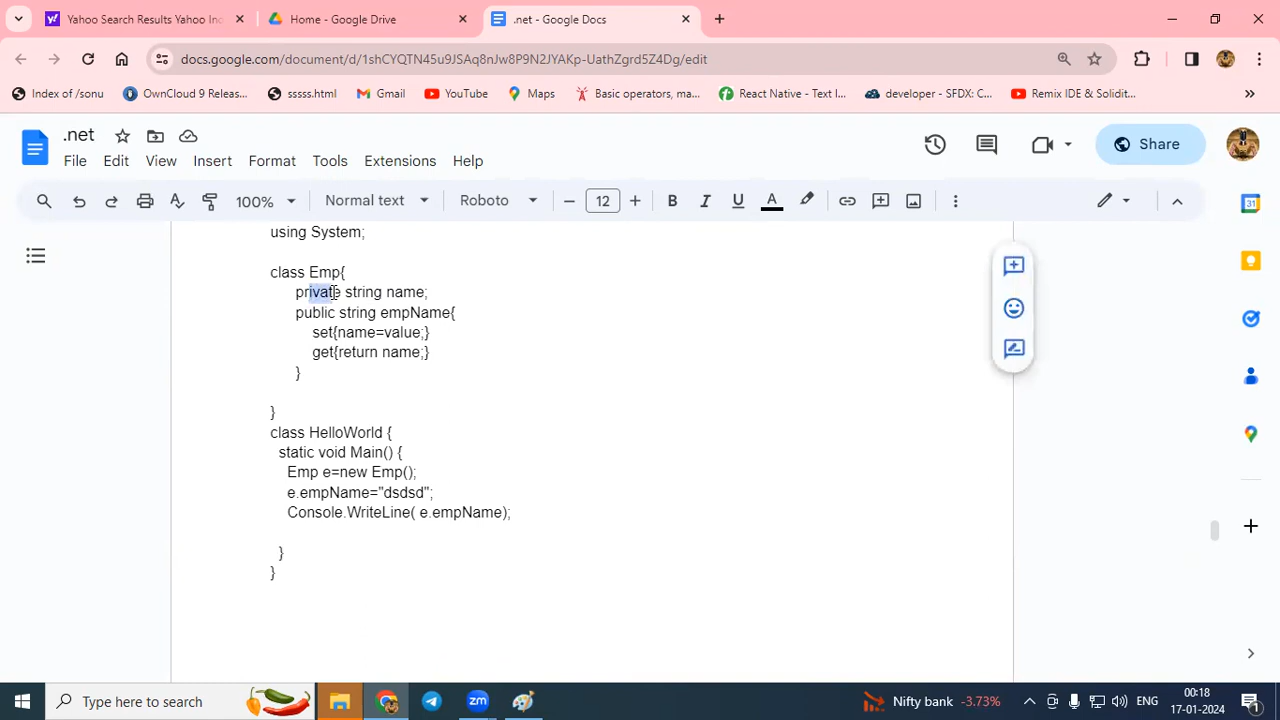 Yahoo Search Results Yahoo In
Home - Google Drive
.net - Google Docs
docs.google.com/document/d/1shCYQTN45u9JSAq8nJw8P9N2JYAKp-UathZgrd5Z4Dg/edit
Index of /sonu
OwnCloud 9 Releas...
sssss.html
Gmail
YouTube
Maps
Basic operators, ma...
React Native - Text I...
developer - SFDX: C...
Remix IDE & Solidit...
.net
File Edit View Insert Format Tools Extensions Help
Share
100%
Normal text
Roboto
12
using System;
class Emp{
private string name;
public string empName{
set{name=value;}
get{return name;}
}
}
class HelloWorld {
static void Main() {
Emp e=new Emp();
e.empName="dsdsd";
Console.WriteLine( e.empName);
}
}
Type here to search
zm
Nifty bank -3.73%
ENG
00:18
17-01-2024